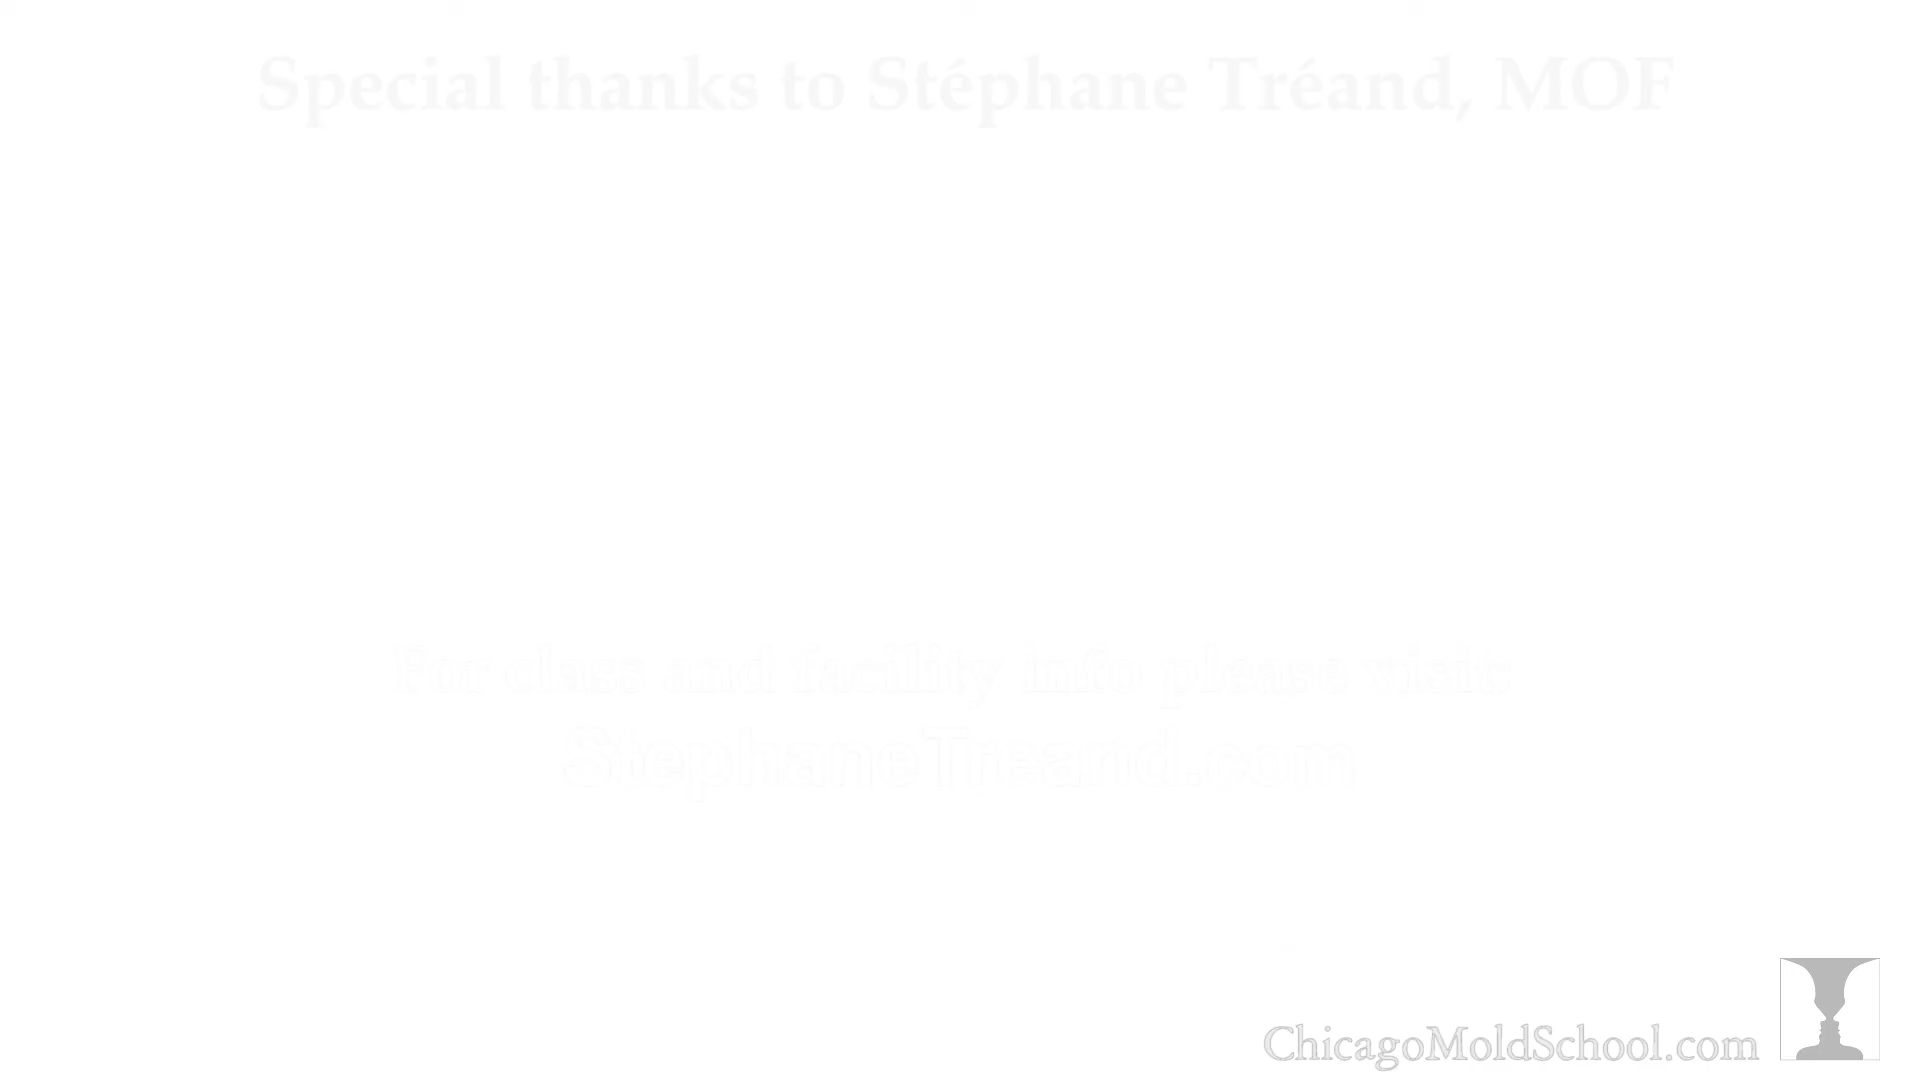 Special thanks to Stéphane Tréand, MOF
For class and facility info please visit:
StephaneTreand.com
ChicagoMoldSchool.com